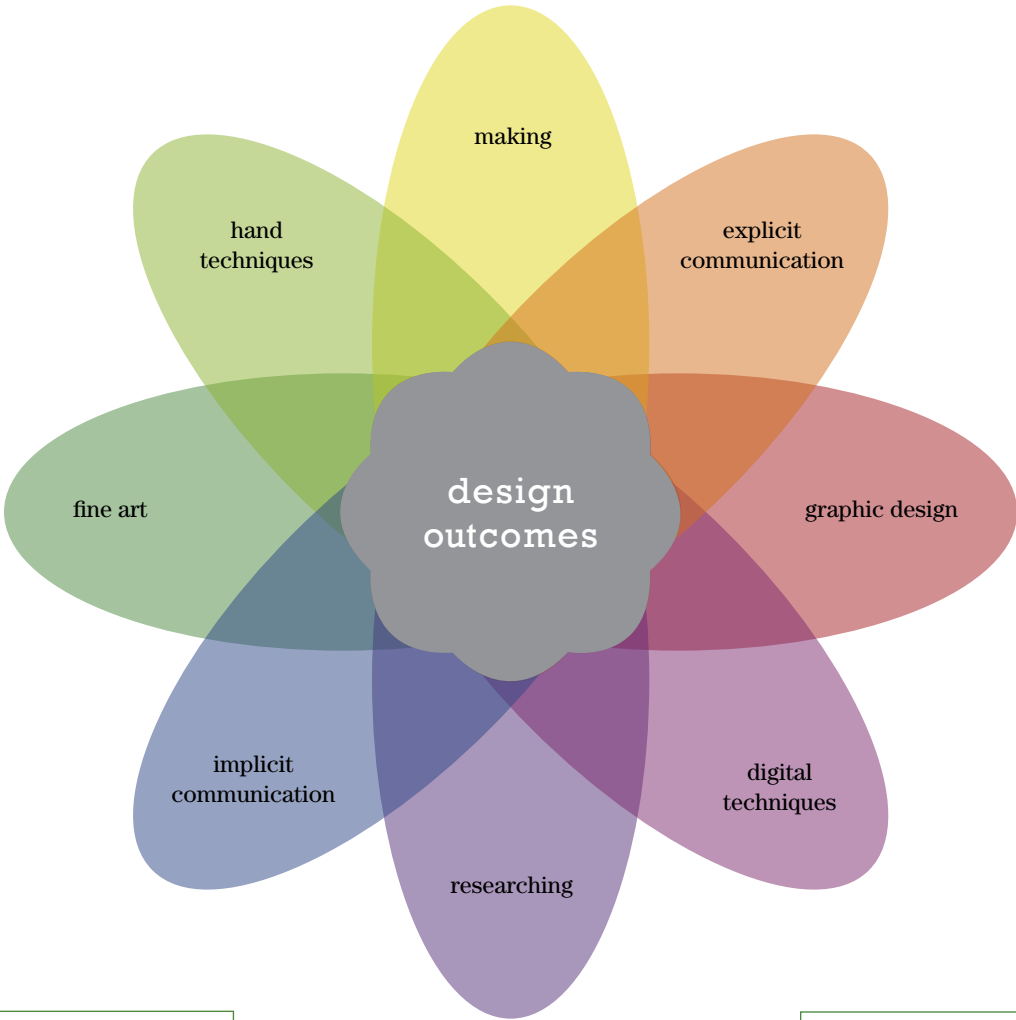 making
hand
techniques
explicit
communication
fine art
design
outcomes
graphic design
implicit
communication
digital
techniques
researching